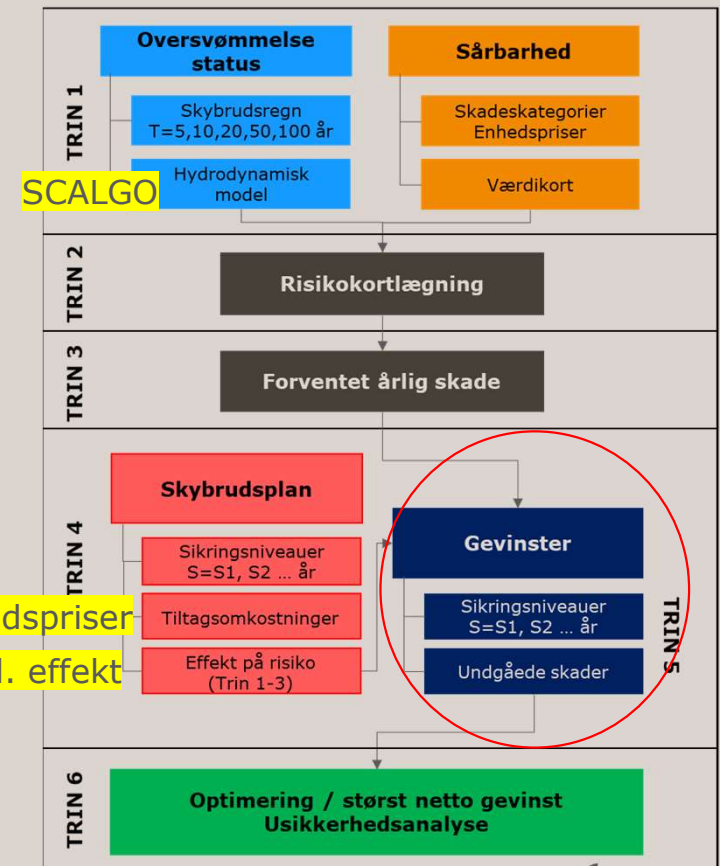 TRIN 1
Oversvømmelse
status
Skybrudsregn
T=5,10,20,50,100 år
SCALGO
Hydrodynamisk
model
Sårbarhed
Skadeskategorier
Enhedspriser
Værdikort
TRIN 2
Risikokortlægning
TRIN 3
Forventet årlig skade
TRIN 4
Skybrudsplan
Sikringsniveauer
S=S1, S2 ... år
dspriser
Tiltagsomkostninger
. effekt
Effekt på risiko
(Trin 1-3)
Gevinster
Sikringsniveauer
S=S1, S2 ... år
Undgåede skader
TRIN 5
TRIN 6
Optimering / størst netto gevinst
Usikkerhedsanalyse